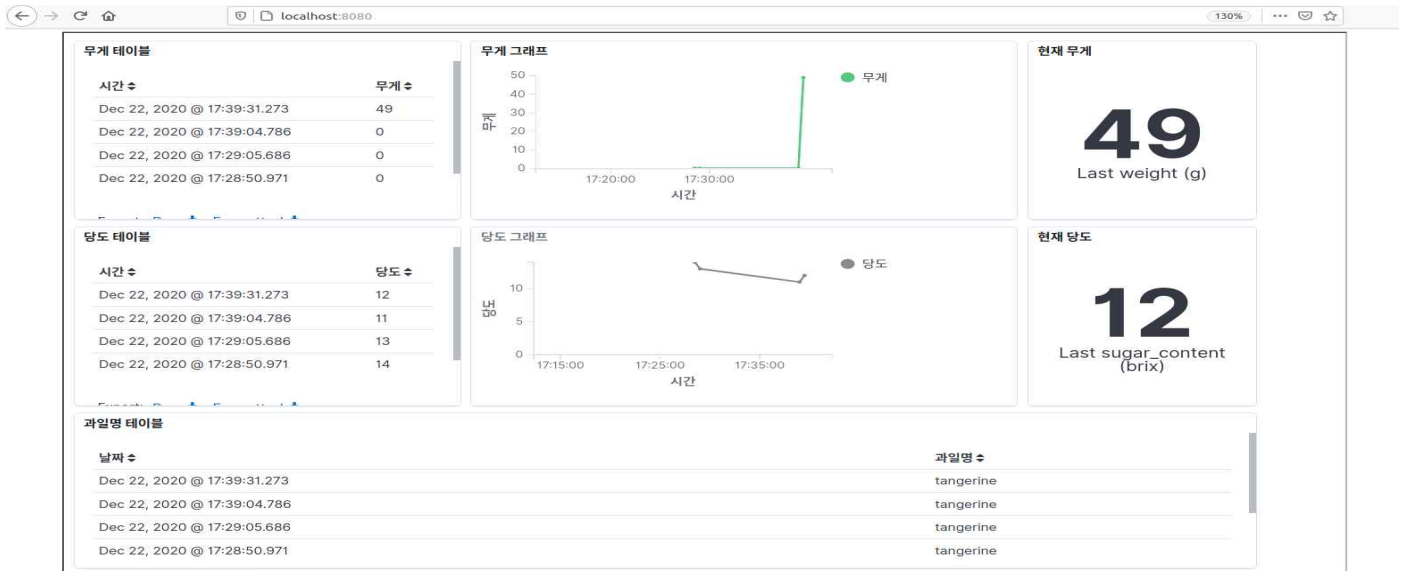 localhost:8080
130%
무게 테이블
시간 무게
Dec 22, 2020 @ 17:39:31.273 49
Dec 22, 2020 @ 17:39:04.786 0
Dec 22, 2020 @ 17:29:05.686 0
Dec 22, 2020 @ 17:28:50.971 0
무게 그래프
50
40
30
20
10
0
무게
17:20:00 17:30:00
시간
무게
현재 무게
49
Last weight (g)
당도 테이블
시간 당도
Dec 22, 2020 @ 17:39:31.273 12
Dec 22, 2020 @ 17:39:04.786 11
Dec 22, 2020 @ 17:29:05.686 13
Dec 22, 2020 @ 17:28:50.971 14
당도 그래프
10
5
0
당도
17:15:00 17:25:00 17:35:00
시간
당도
현재 당도
12
Last sugar_content
(brix)
과일명 테이블
날짜 과일명
Dec 22, 2020 @ 17:39:31.273 tangerine
Dec 22, 2020 @ 17:39:04.786 tangerine
Dec 22, 2020 @ 17:29:05.686 tangerine
Dec 22, 2020 @ 17:28:50.971 tangerine